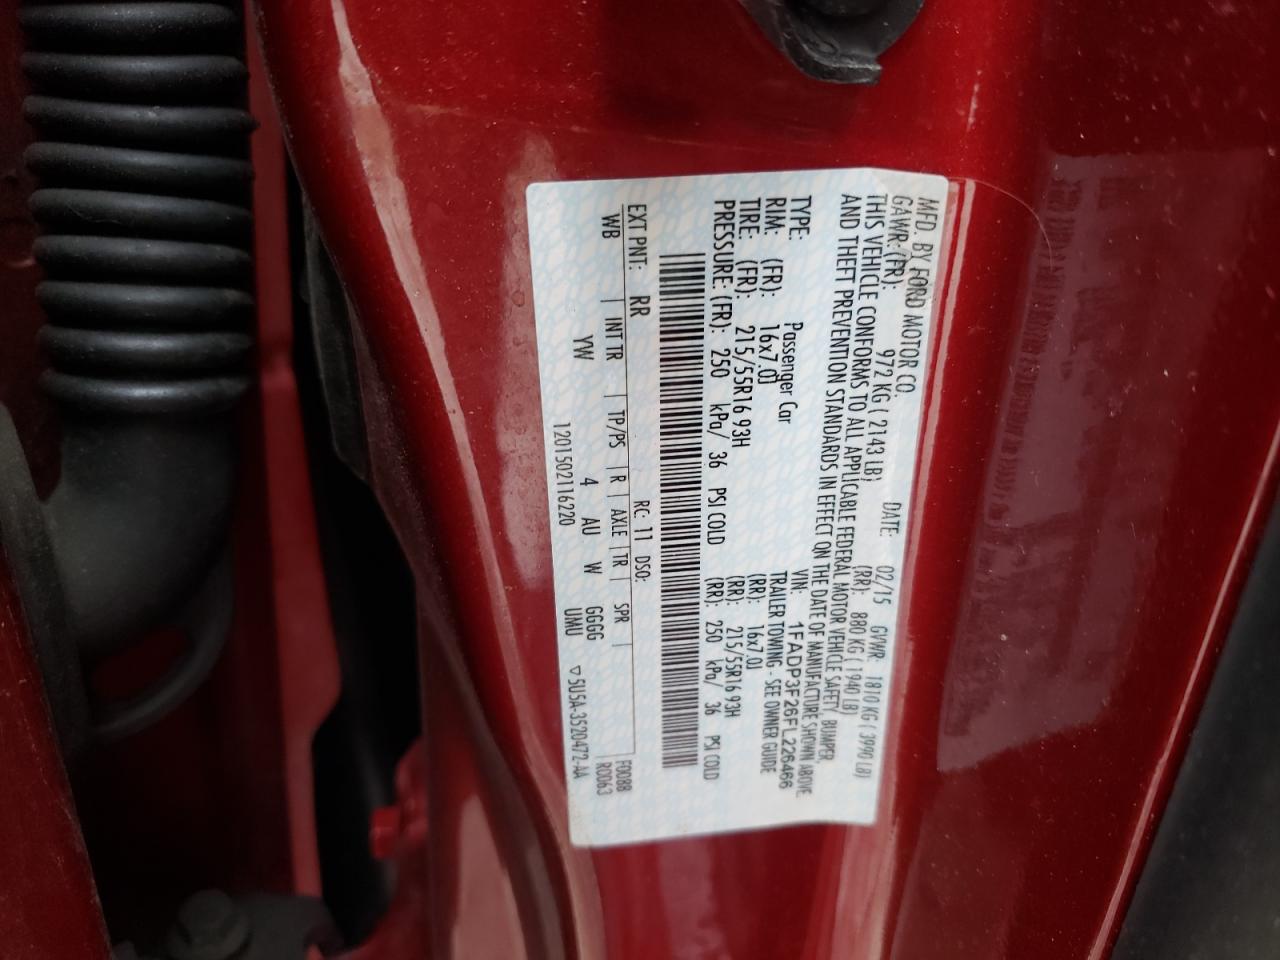 MFD. BY FORD MOTOR CO.
DATE: 02/15 GVWR: 1810 KG ( 3990 LB)
GAWR:(FR): 972 KG ( 2143 LB) (RR): 880 KG ( 1940 LB)
THIS VEHICLE CONFORMS TO ALL APPLICABLE FEDERAL MOTOR VEHICLE SAFETY, BUMPER,
AND THEFT PREVENTION STANDARDS IN EFFECT ON THE DATE OF MANUFACTURE SHOWN ABOVE.
VIN: 1FADP3F26FL226466
TYPE: Passenger Car TRAILER TOWING - SEE OWNER GUIDE
RIM: (FR): 16x7.0J (RR): 16x7.0J
TIRE: (FR): 215/55R16 93H (RR): 215/55R16 93H
PRESSURE: (FR): 250 kPa/ 36 PSI COLD (RR): 250 kPa/ 36 PSI COLD
EXT PNT: RR RC: 11 DSO: F0088
WB | INT TR | TP/PS | R | AXLE | TR | SPR | R0063
YW 4 AU W GGGG
1201502116220 UMU ▽5U5A-3520472-AA